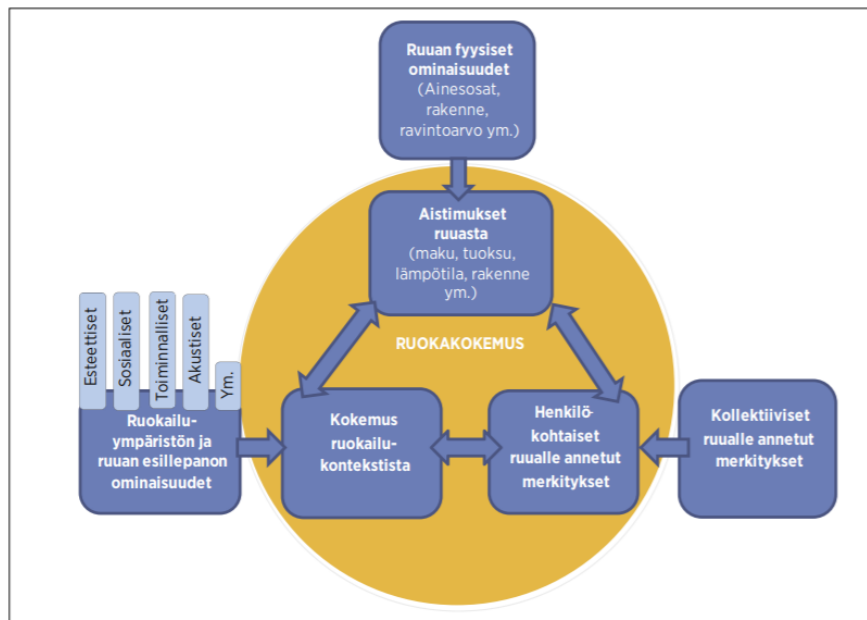 Ruuan fyysiset
ominaisuudet
(Ainesosat,
rakenne,
ravintoarvo ym.)
Aistimukset
ruuasta
(maku, tuoksu,
lämpötila, rakenne
ym.)
RUOKAKOKEMUS
Esteettiset
Sosiaaliset
Toiminnalliset
Akustiset
Ym.
Ruokailu-
ympäristön ja
ruuan esillepanon
ominaisuudet
Kokemus
ruokailu-
kontekstista
Henkilö-
kohtaiset
ruualle annetut
merkitykset
Kollektiiviset
ruualle annetut
merkitykset